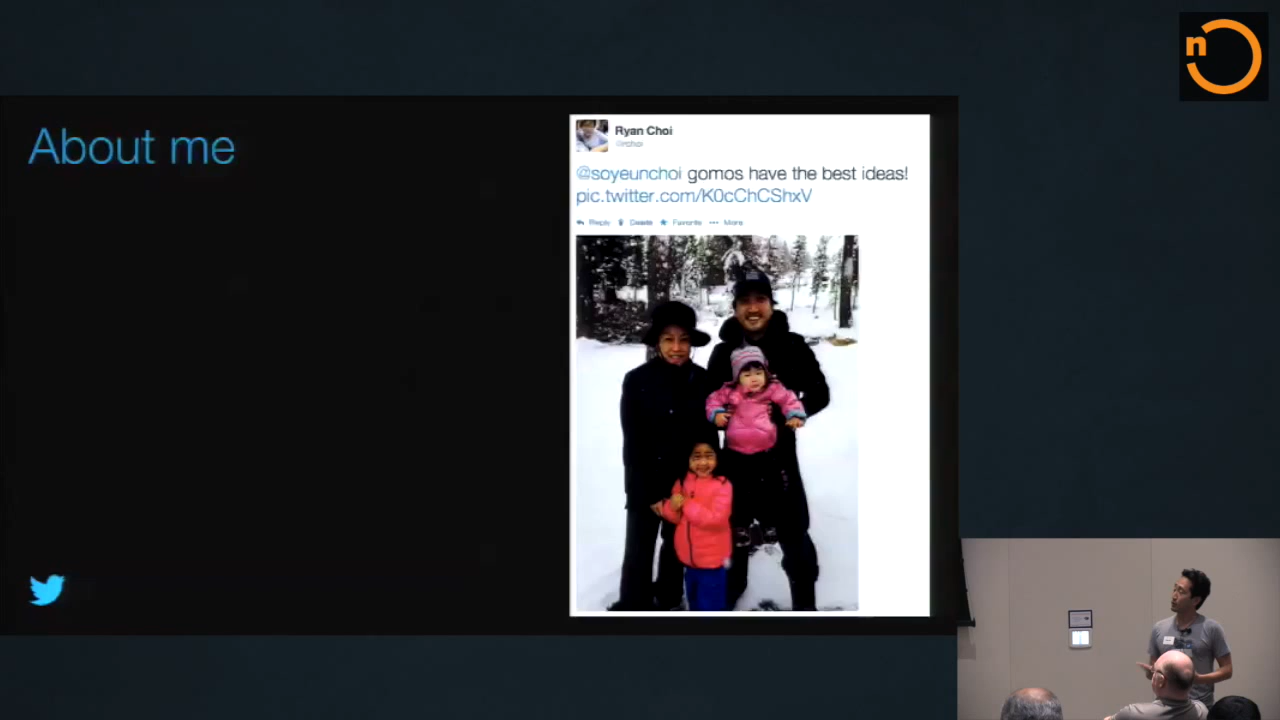 n
About me
Ryan Choi
@rchoi
@soyeunchoi gomos have the best ideas!
pic.twitter.com/K0cChCShxV
Reply Delete Favorite More